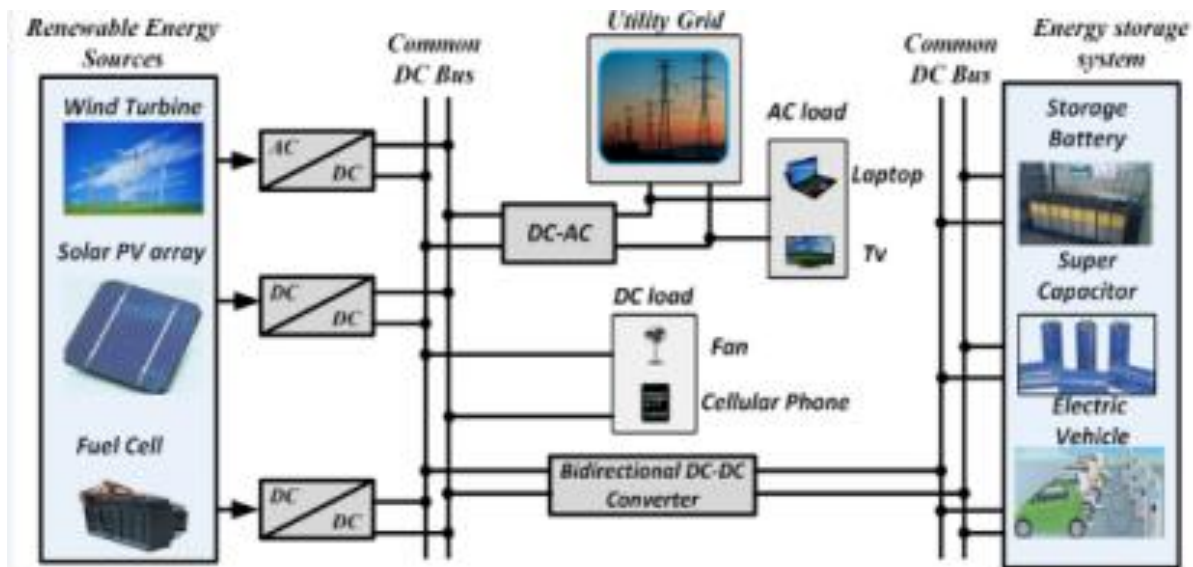 Renewable Energy
Sources
Wind Turbine
Solar PV array
Fuel Cell
AC
DC
DC
DC
DC
DC
Common
DC Bus
Utility Grid
DC-AC
AC load
Laptop
Tv
DC load
Fan
Cellular Phone
Bidirectional DC-DC
Converter
Common
DC Bus
Energy storage
system
Storage
Battery
Super
Capacitor
Electric
Vehicle